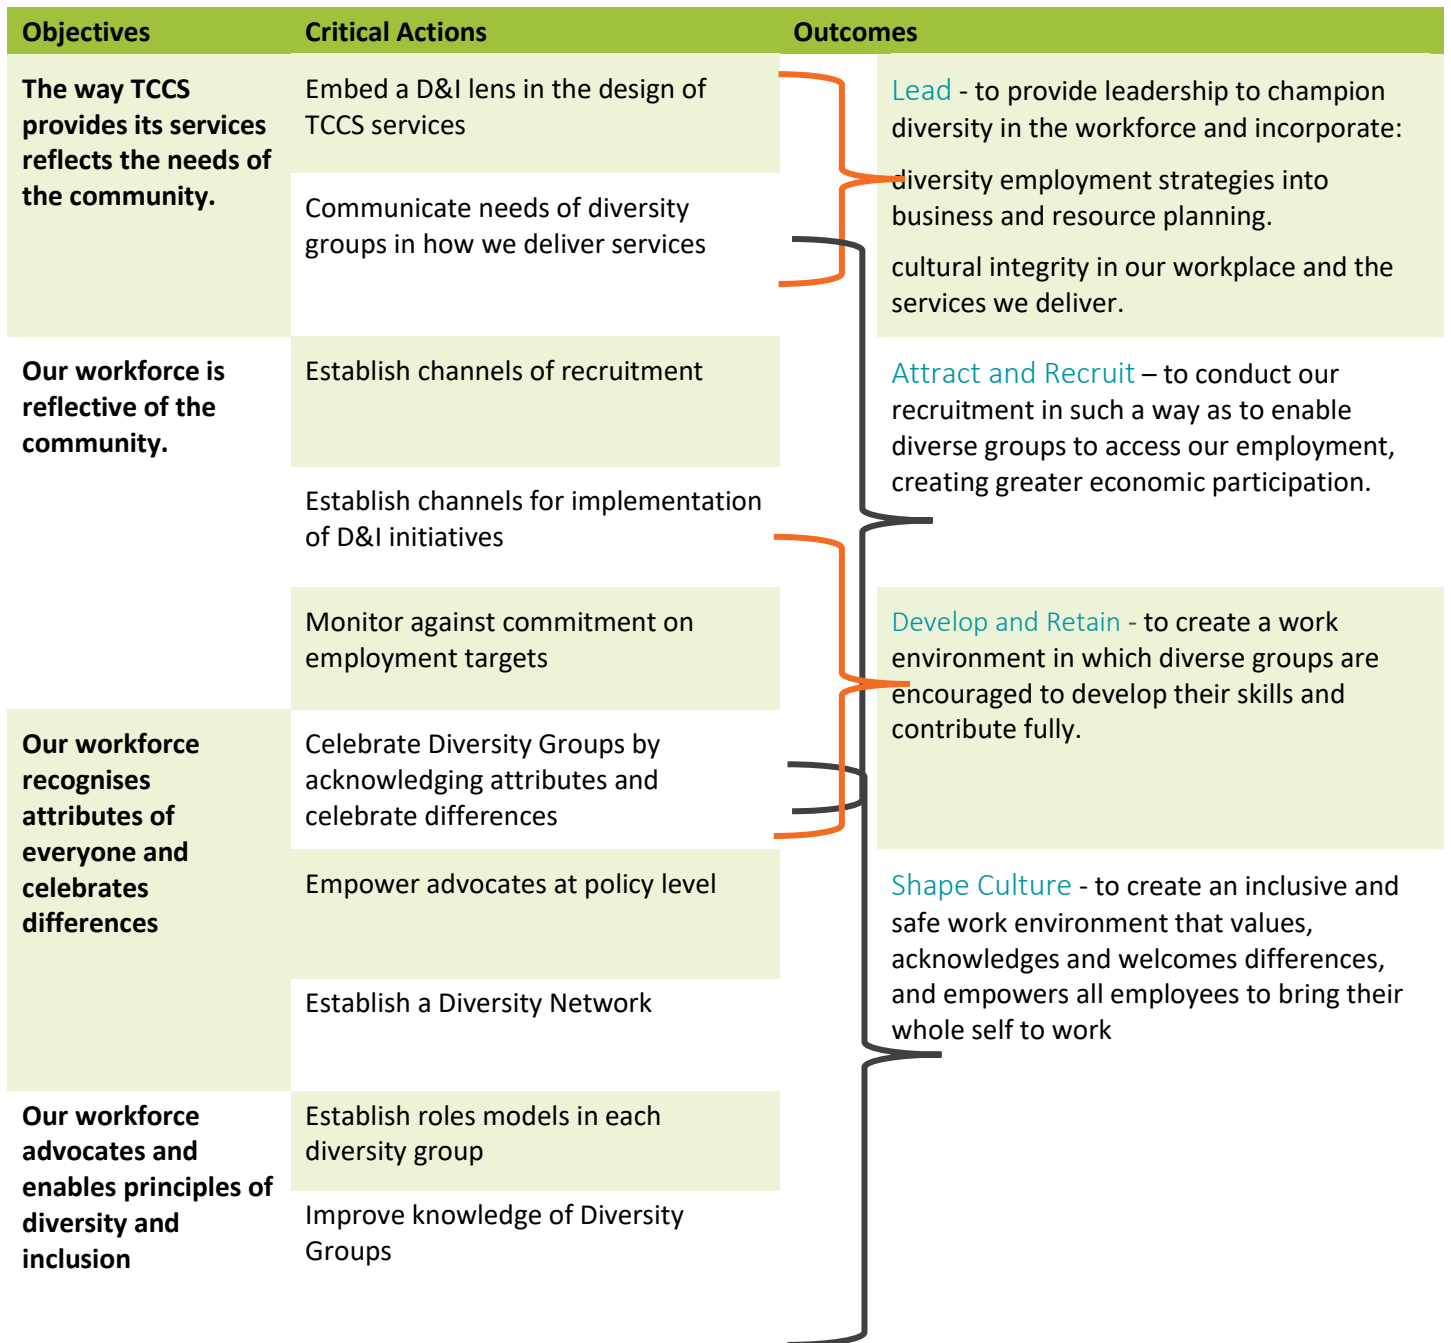 Objectives
Critical Actions
Outcomes
The way TCCS
provides its services
reflects the needs of
the community.
Embed a D&I lens in the design of
TCCS services
Communicate needs of diversity
groups in how we deliver services
Lead - to provide leadership to champion
diversity in the workforce and incorporate:
diversity employment strategies into
business and resource planning.
cultural integrity in our workplace and the
services we deliver.
Our workforce is
reflective of the
community.
Establish channels of recruitment
Establish channels for implementation
of D&I initiatives
Monitor against commitment on
employment targets
Attract and Recruit – to conduct our
recruitment in such a way as to enable
diverse groups to access our employment,
creating greater economic participation.
Develop and Retain - to create a work
environment in which diverse groups are
encouraged to develop their skills and
contribute fully.
Our workforce
recognises
attributes of
everyone and
celebrates
differences
Celebrate Diversity Groups by
acknowledging attributes and
celebrate differences
Empower advocates at policy level
Establish a Diversity Network
Shape Culture - to create an inclusive and
safe work environment that values,
acknowledges and welcomes differences,
and empowers all employees to bring their
whole self to work
Our workforce
advocates and
enables principles of
diversity and
inclusion
Establish roles models in each
diversity group
Improve knowledge of Diversity
Groups